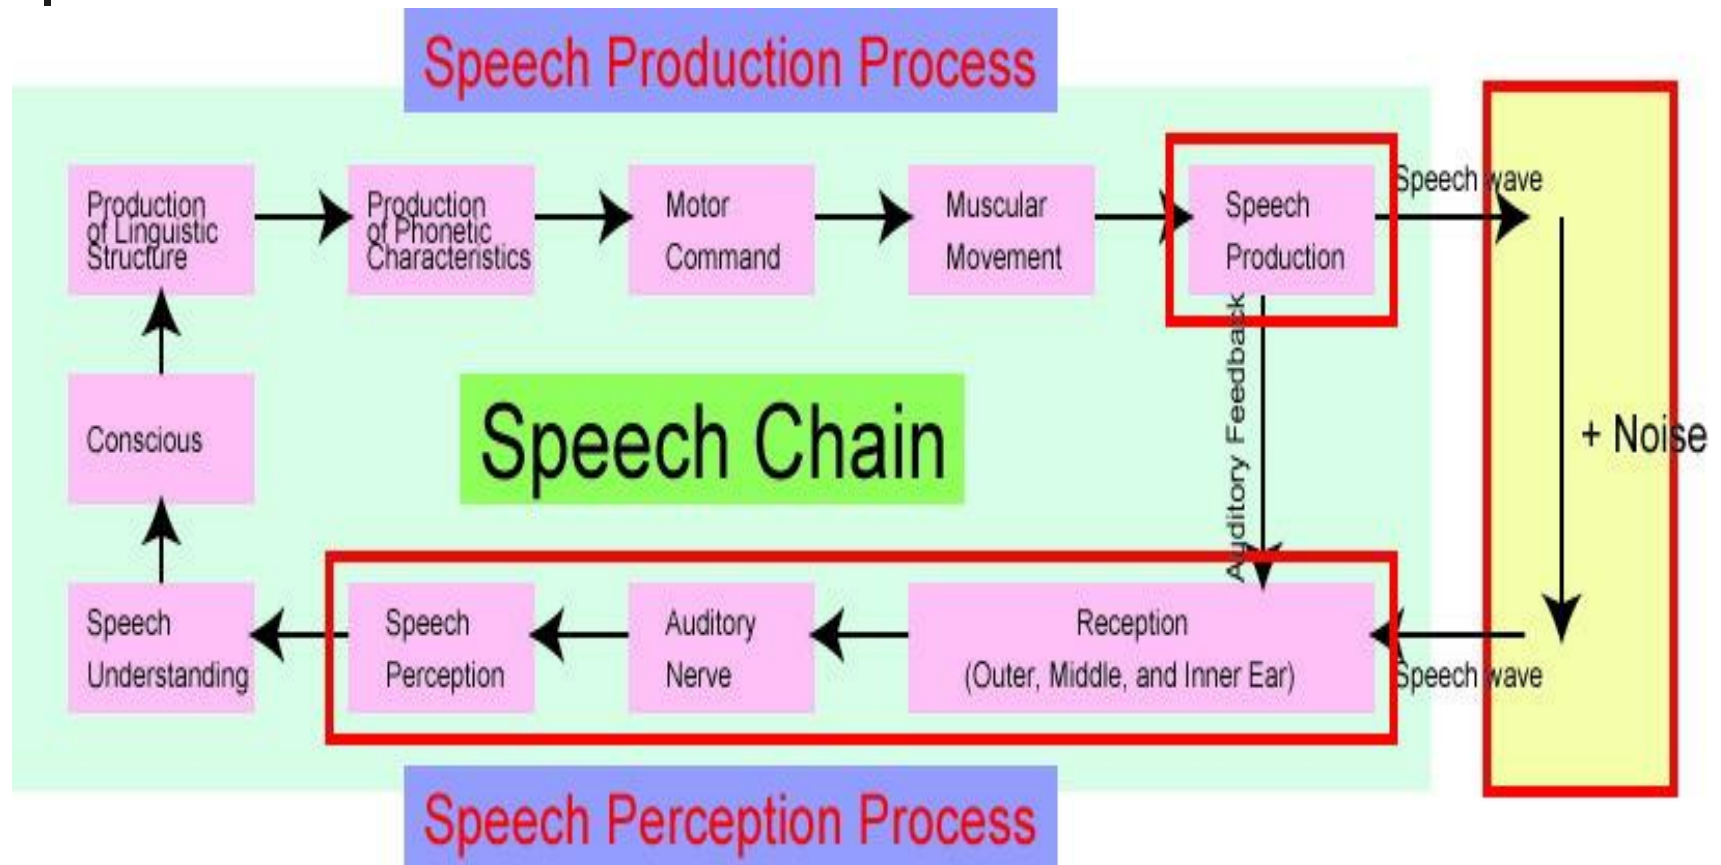 Speech Production Process
Production
of Linguistic
Structure
Production
of Phonetic
Characteristics
Motor
Command
Muscular
Movement
Speech
Production
Speech wave
Conscious
Speech Chain
Auditory Feedback
+ Noise
Speech
Understanding
Speech
Perception
Auditory
Nerve
Reception
(Outer, Middle, and Inner Ear)
Speech wave
Speech Perception Process